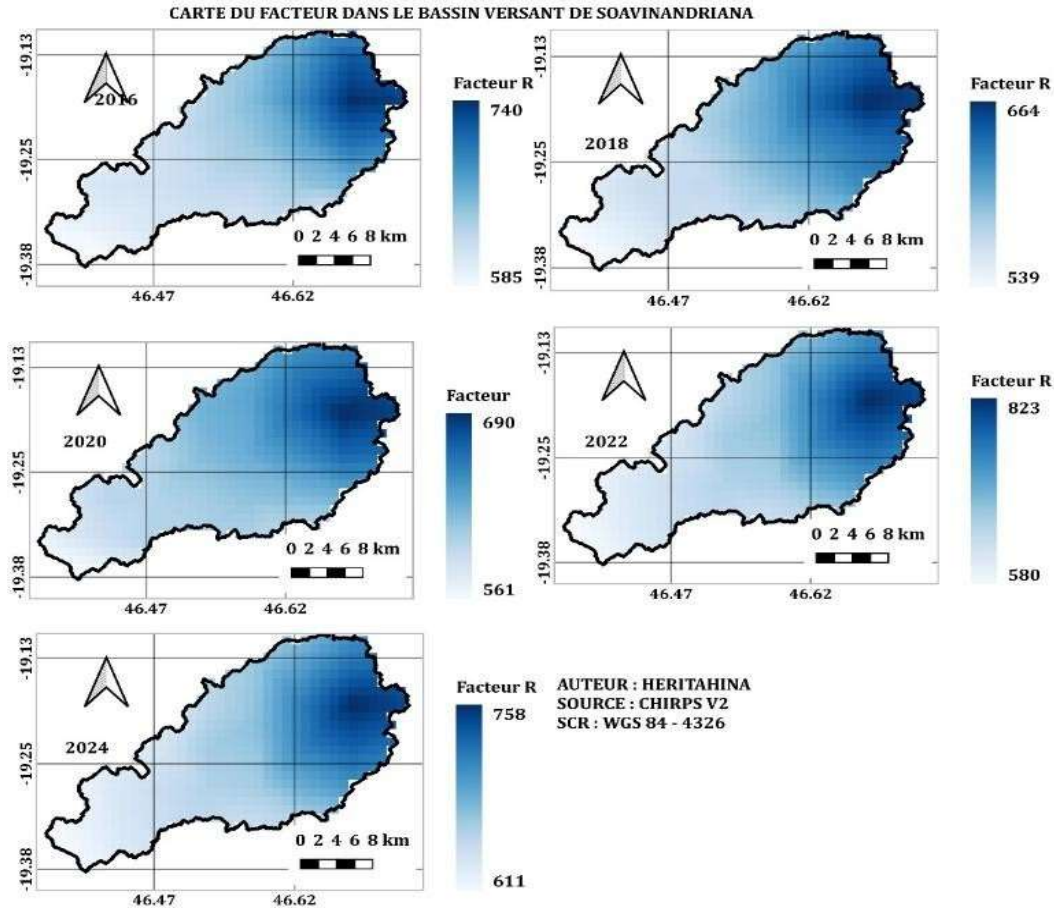 CARTE DU FACTEUR DANS LE BASSIN VERSANT DE SOAVINANDRIANA
-19.13
-19.25
-19.38
2016
0 2 4 6 8 km
46.47
46.62
Facteur R
740
585
-19.13
-19.25
-19.38
2018
0 2 4 6 8 km
46.47
46.62
Facteur R
664
539
-19.13
-19.25
-19.38
2020
0 2 4 6 8 km
46.47
46.62
Facteur
690
561
-19.13
-19.25
-19.38
2022
0 2 4 6 8 km
46.47
46.62
Facteur R
823
580
-19.13
-19.25
-19.38
2024
0 2 4 6 8 km
46.47
46.62
Facteur R
758
611
AUTEUR : HERITAHINA
SOURCE : CHIRPS V2
SCR : WGS 84 - 4326